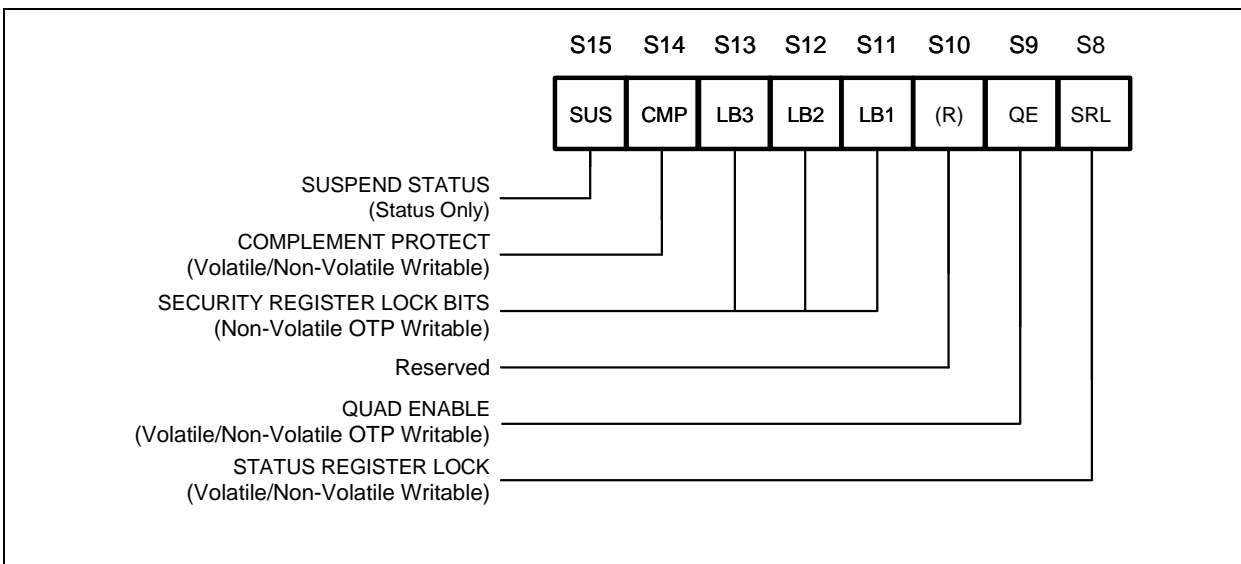 S15 S14 S13 S12 S11 S10 S9 S8
SUS CMP LB3 LB2 LB1 (R) QE SRL
SUSPEND STATUS
(Status Only)
COMPLEMENT PROTECT
(Volatile/Non-Volatile Writable)
SECURITY REGISTER LOCK BITS
(Non-Volatile OTP Writable)
Reserved
QUAD ENABLE
(Volatile/Non-Volatile OTP Writable)
STATUS REGISTER LOCK
(Volatile/Non-Volatile Writable)